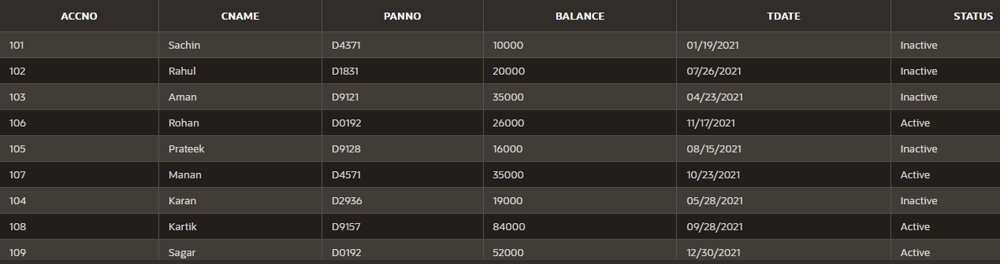 ACCNO CNAME PANNO BALANCE TDATE STATUS
101 Sachin D4371 10000 01/19/2021 Inactive
102 Rahul D1831 20000 07/26/2021 Inactive
103 Aman D9121 35000 04/23/2021 Inactive
106 Rohan D0192 26000 11/17/2021 Active
105 Prateek D9128 16000 08/15/2021 Inactive
107 Manan D4571 35000 10/23/2021 Active
104 Karan D2936 19000 05/28/2021 Inactive
108 Kartik D9157 84000 09/28/2021 Active
109 Sagar D0192 52000 12/30/2021 Active